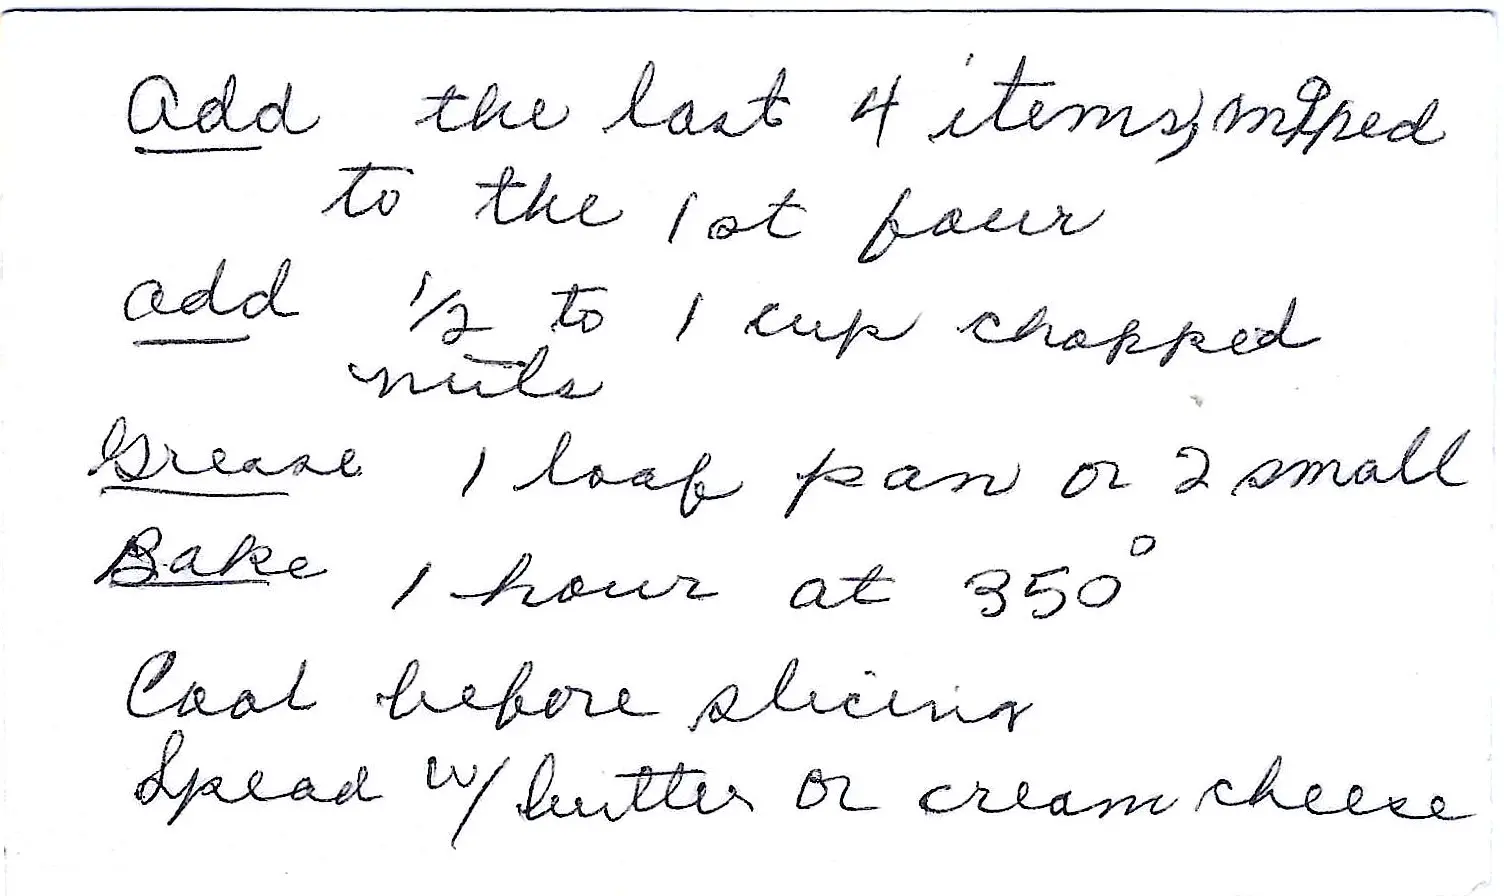 Add the last 4 items, mixed
to the 1st four
add 1/2 to 1 cup chopped
nuts
Grease 1 loaf pan or 2 small
Bake 1 hour at 350°
Cool before slicing
Spread w/ butter or cream cheese